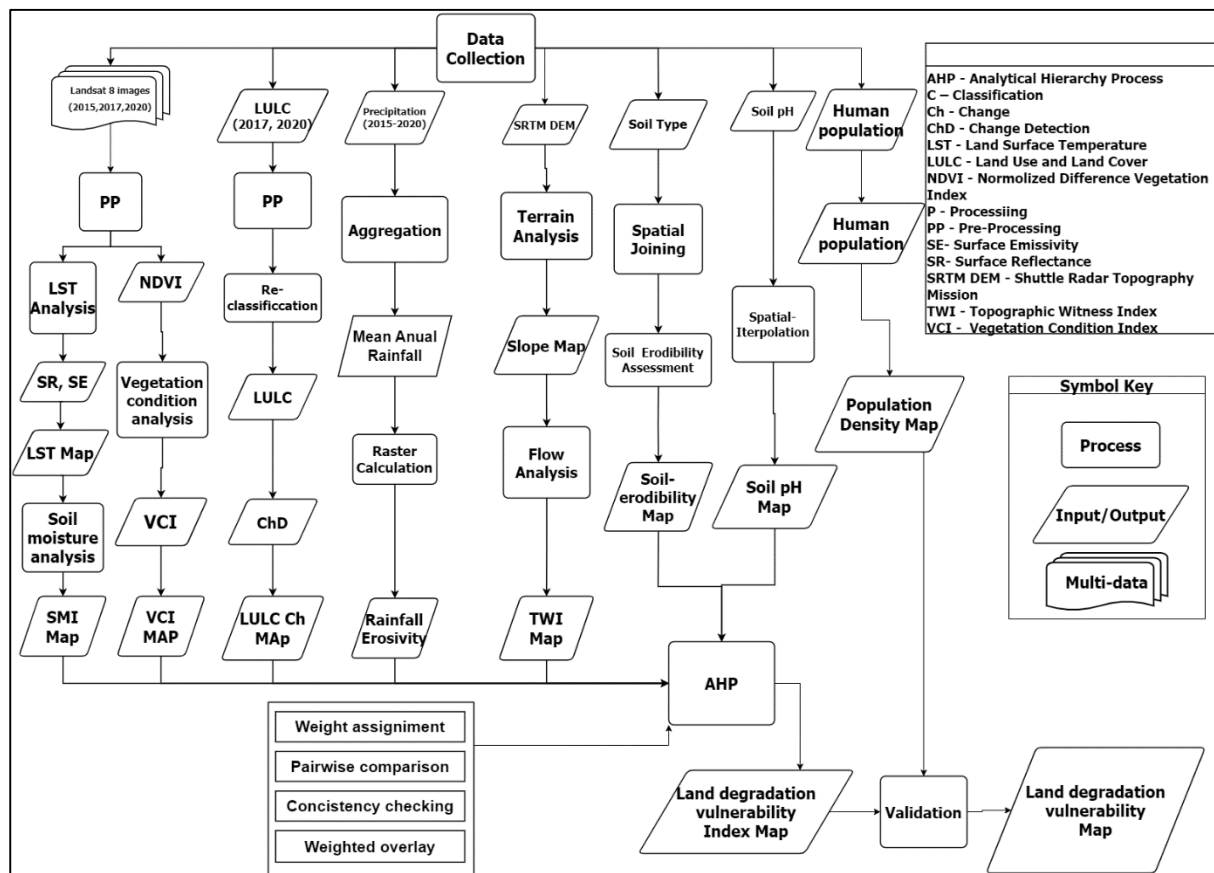 Data
Collection
Landsat 8 images
(2015,2017,2020)
LULC
(2017, 2020)
Precipitation
(2015-2020)
SRTM DEM
Soil Type
Soil pH
Human
population
PP
PP
Aggregation
Terrain
Analysis
Spatial
Joining
Human
population
LST
Analysis
NDVI
Re-
classificcation
Mean Anual
Rainfall
Slope Map
Soil Erodibility
Assessment
Spatial-
Iterpolation
SR, SE
Vegetation
condition
analysis
LULC
Population
Density Map
LST Map
Raster
Calculation
Flow
Analysis
Soil-
erodibility
Map
Soil pH
Map
Soil
moisture
analysis
VCI
ChD
SMI
Map
VCI
MAP
LULC Ch
MAp
Rainfall
Erosivity
TWI
Map
AHP
Weight assigniment
Pairwise comparison
Concistency checking
Weighted overlay
Land degradation
vulnerability
Index Map
Validation
Land degradation
vulnerability
Map
AHP - Analytical Hierarchy Process
C – Classification
Ch - Change
ChD - Change Detection
LST - Land Surface Temperature
LULC - Land Use and Land Cover
NDVI - Normolized Difference Vegetation
Index
P - Processiing
PP - Pre-Processing
SE- Surface Emissivity
SR- Surface Reflectance
SRTM DEM - Shuttle Radar Topography
Mission
TWI - Topographic Witness Index
VCI - Vegetation Condition Index
Symbol Key
Process
Input/Output
Multi-data